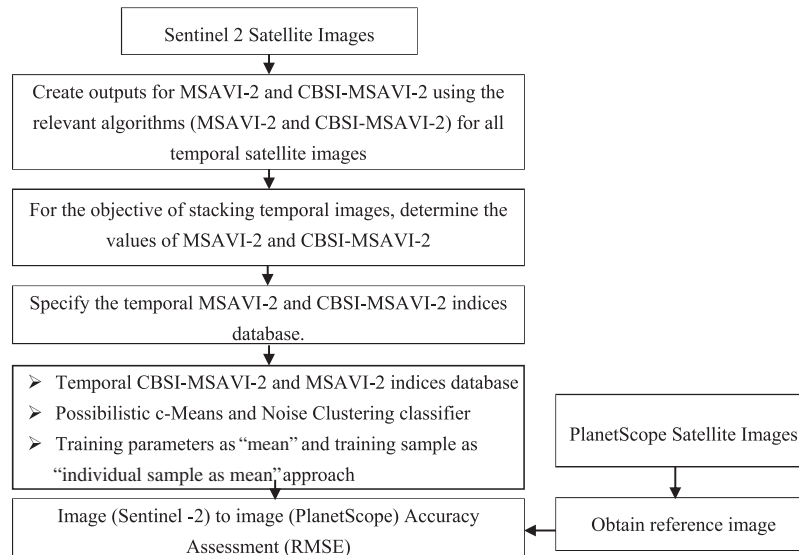 Sentinel 2 Satellite Images
Create outputs for MSAVI-2 and CBSI-MSAVI-2 using the
relevant algorithms (MSAVI-2 and CBSI-MSAVI-2) for all
temporal satellite images
For the objective of stacking temporal images, determine the
values of MSAVI-2 and CBSI-MSAVI-2
Specify the temporal MSAVI-2 and CBSI-MSAVI-2 indices
database.
➢ Temporal CBSI-MSAVI-2 and MSAVI-2 indices database
➢ Possibilistic c-Means and Noise Clustering classifier
➢ Training parameters as “mean” and training sample as
“individual sample as mean” approach
PlanetScope Satellite Images
Obtain reference image
Image (Sentinel -2) to image (PlanetScope) Accuracy
Assessment (RMSE)